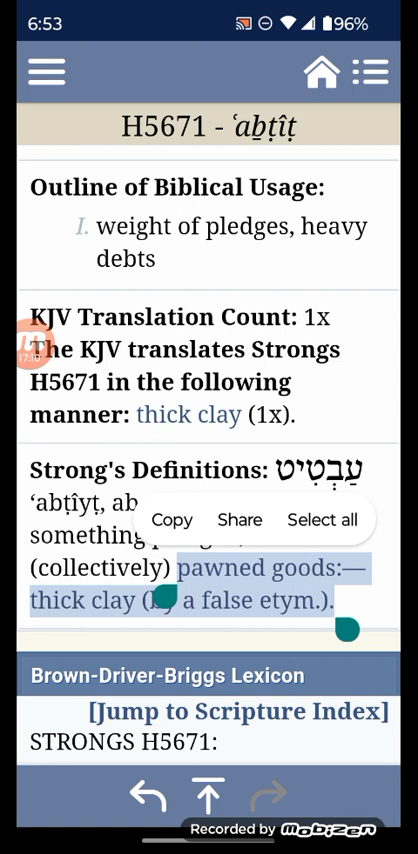 6:53 96%
H5671 - ʿaḇṭîṭ
Outline of Biblical Usage:
I. weight of pledges, heavy
debts
KJV Translation Count: 1x
The KJV translates Strongs
H5671 in the following
manner: thick clay (1x).
17:10
Strong's Definitions: עַבְטִיט
ʻabṭîyṭ,
Copy Share Select all
something
(collectively) pawned goods:—
thick clay (by a false etym.).
Brown-Driver-Briggs Lexicon
[Jump to Scripture Index]
STRONGS H5671:
Recorded by mobizen